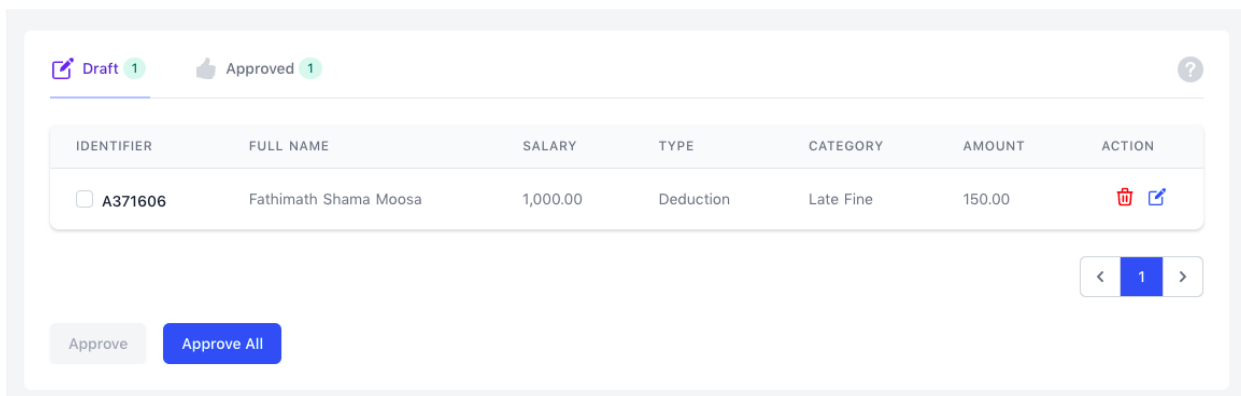 Draft 1 Approved 1 ?
IDENTIFIER FULL NAME SALARY TYPE CATEGORY AMOUNT ACTION
A371606 Fathimath Shama Moosa 1,000.00 Deduction Late Fine 150.00
1
Approve Approve All